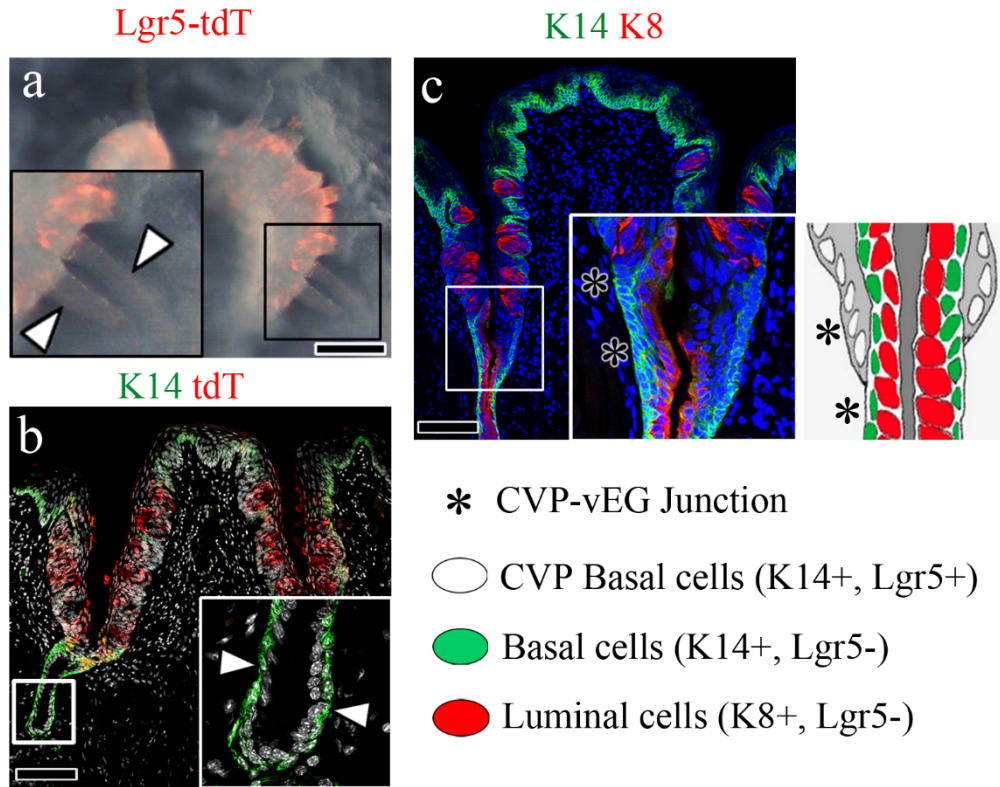 Lgr5-tdT
a
K14 tdT
b
K14 K8
c
*
*
* CVP-vEG Junction
CVP Basal cells (K14+, Lgr5+)
Basal cells (K14+, Lgr5-)
Luminal cells (K8+, Lgr5-)